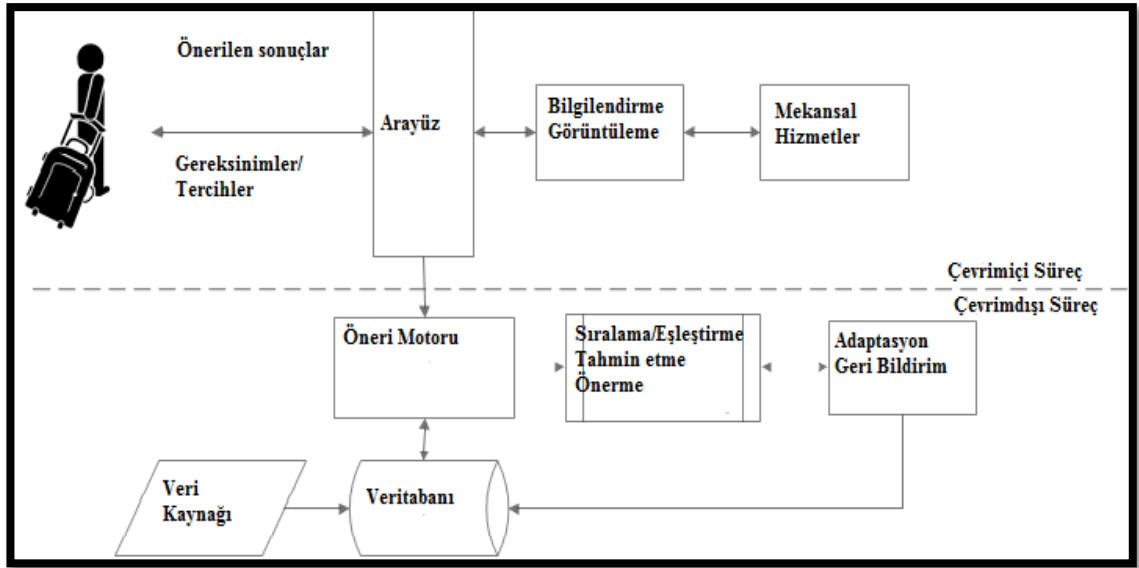 Önerilen sonuçlar
Gereksinimler/
Tercihler
Arayüz
Bilgilendirme
Görüntüleme
Mekansal
Hizmetler
Çevrimiçi Süreç
Çevrimdışı Süreç
Öneri Motoru
Sıralama/Eşleştirme
Tahmin etme
Önerme
Adaptasyon
Geri Bildirim
Veri
Kaynağı
Veritabanı